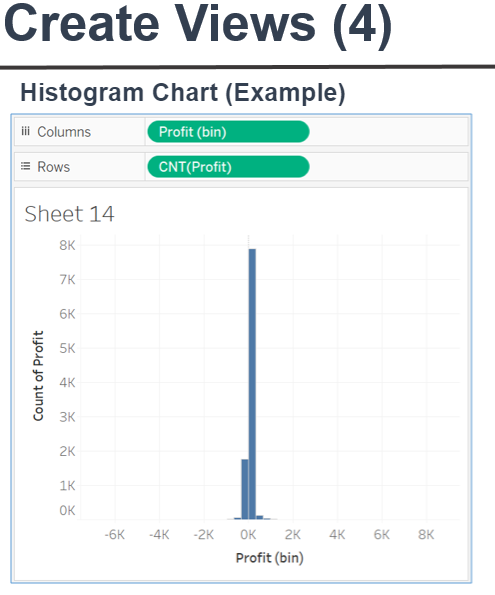 Create Views (4)
Histogram Chart (Example)
Columns Profit (bin)
Rows CNT(Profit)
Sheet 14
8K
7K
6K
5K
4K
3K
2K
1K
0K
Count of Profit
-6K -4K -2K 0K 2K 4K 6K 8K
Profit (bin)